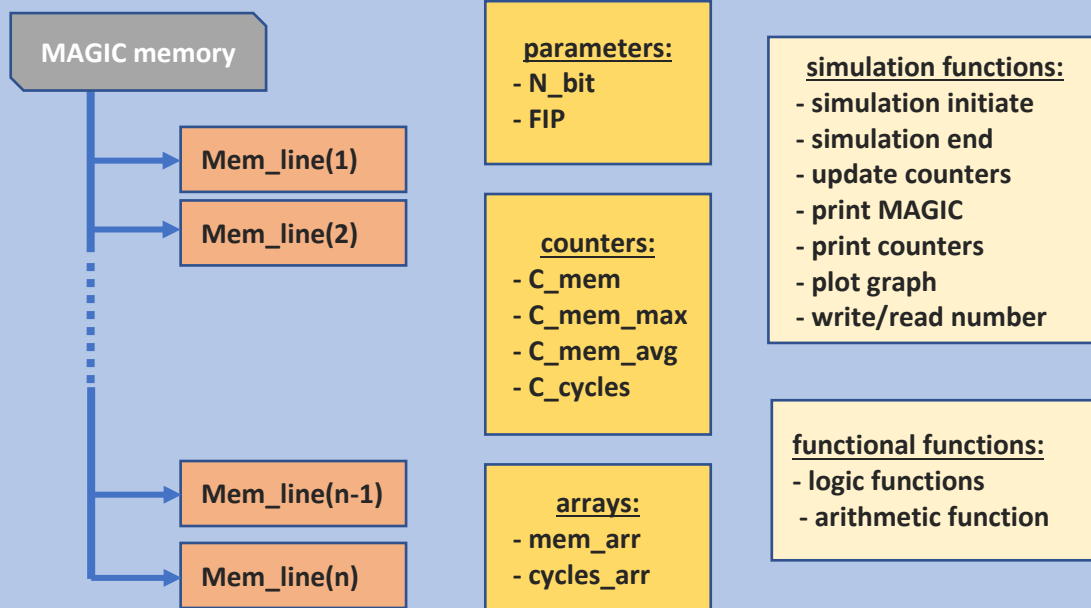 MAGIC memory
Mem_line(1)
Mem_line(2)
Mem_line(n-1)
Mem_line(n)
parameters:
- N_bit
- FIP
counters:
- C_mem
- C_mem_max
- C_mem_avg
- C_cycles
arrays:
- mem_arr
- cycles_arr
simulation functions:
- simulation initiate
- simulation end
- update counters
- print MAGIC
- print counters
- plot graph
- write/read number
functional functions:
- logic functions
- arithmetic function